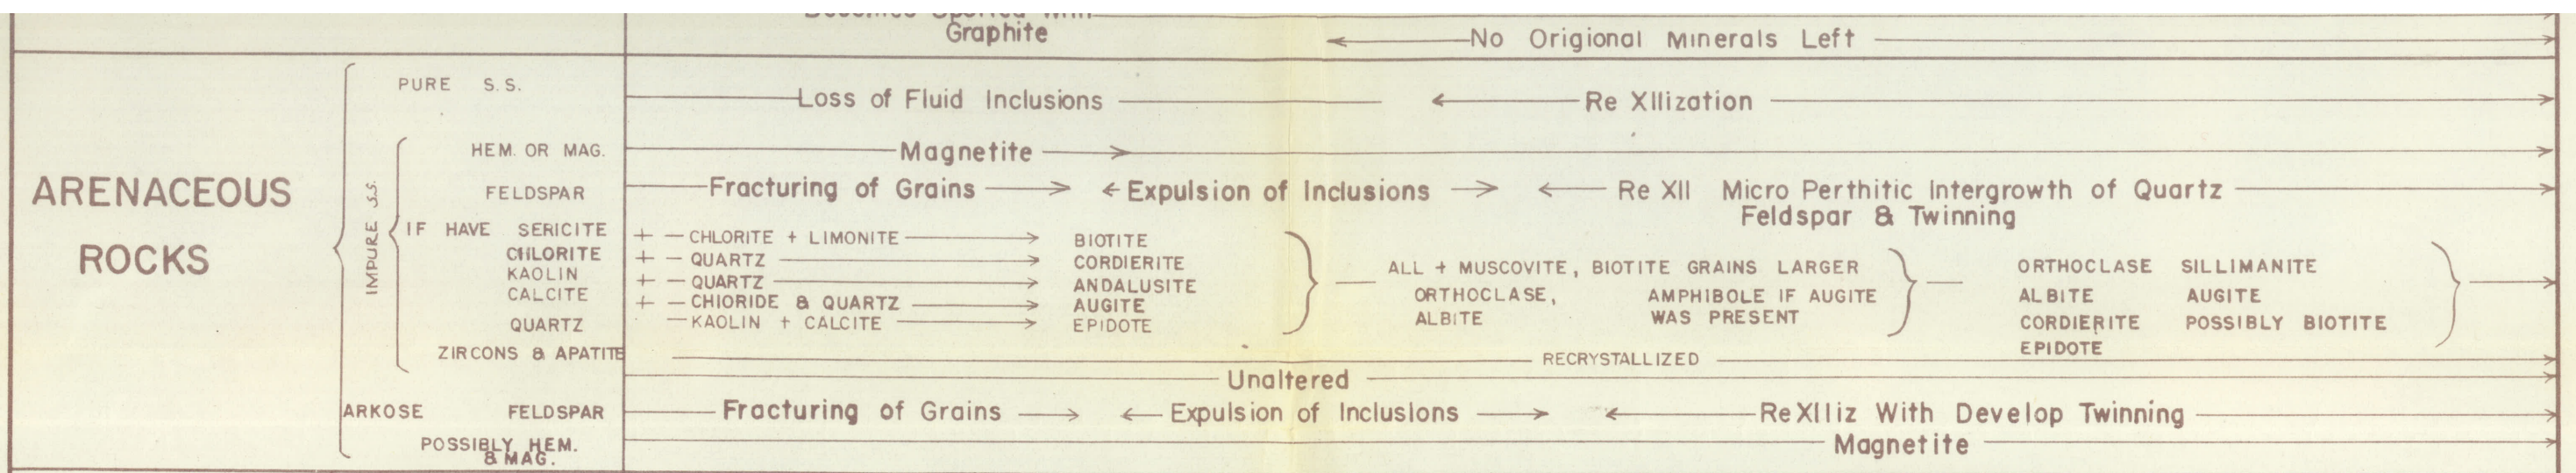 Graphite
No Origional Minerals Left
ARENACEOUS
ROCKS
IMPURE S.S.
PURE S.S. Loss of Fluid Inclusions Re Xllization
HEM. OR MAG. Magnetite
FELDSPAR Fracturing of Grains Expulsion of Inclusions Re Xll Micro Perthitic Intergrowth of Quartz
Feldspar & Twinning
IF HAVE SERICITE + — CHLORITE + LIMONITE BIOTITE
CHLORITE + — QUARTZ CORDIERITE
KAOLIN + — QUARTZ ANDALUSITE
CALCITE + — CHIORIDE & QUARTZ AUGITE
QUARTZ — KAOLIN + CALCITE EPIDOTE
ALL + MUSCOVITE, BIOTITE GRAINS LARGER
ORTHOCLASE, AMPHIBOLE IF AUGITE
ALBITE WAS PRESENT
ORTHOCLASE SILLIMANITE
ALBITE AUGITE
CORDIERITE POSSIBLY BIOTITE
EPIDOTE
ZIRCONS & APATITE RECRYSTALLIZED
Unaltered
ARKOSE FELDSPAR Fracturing of Grains Expulsion of Inclusions ReXlliz With Develop Twinning
POSSIBLY HEM. Magnetite
& MAG.